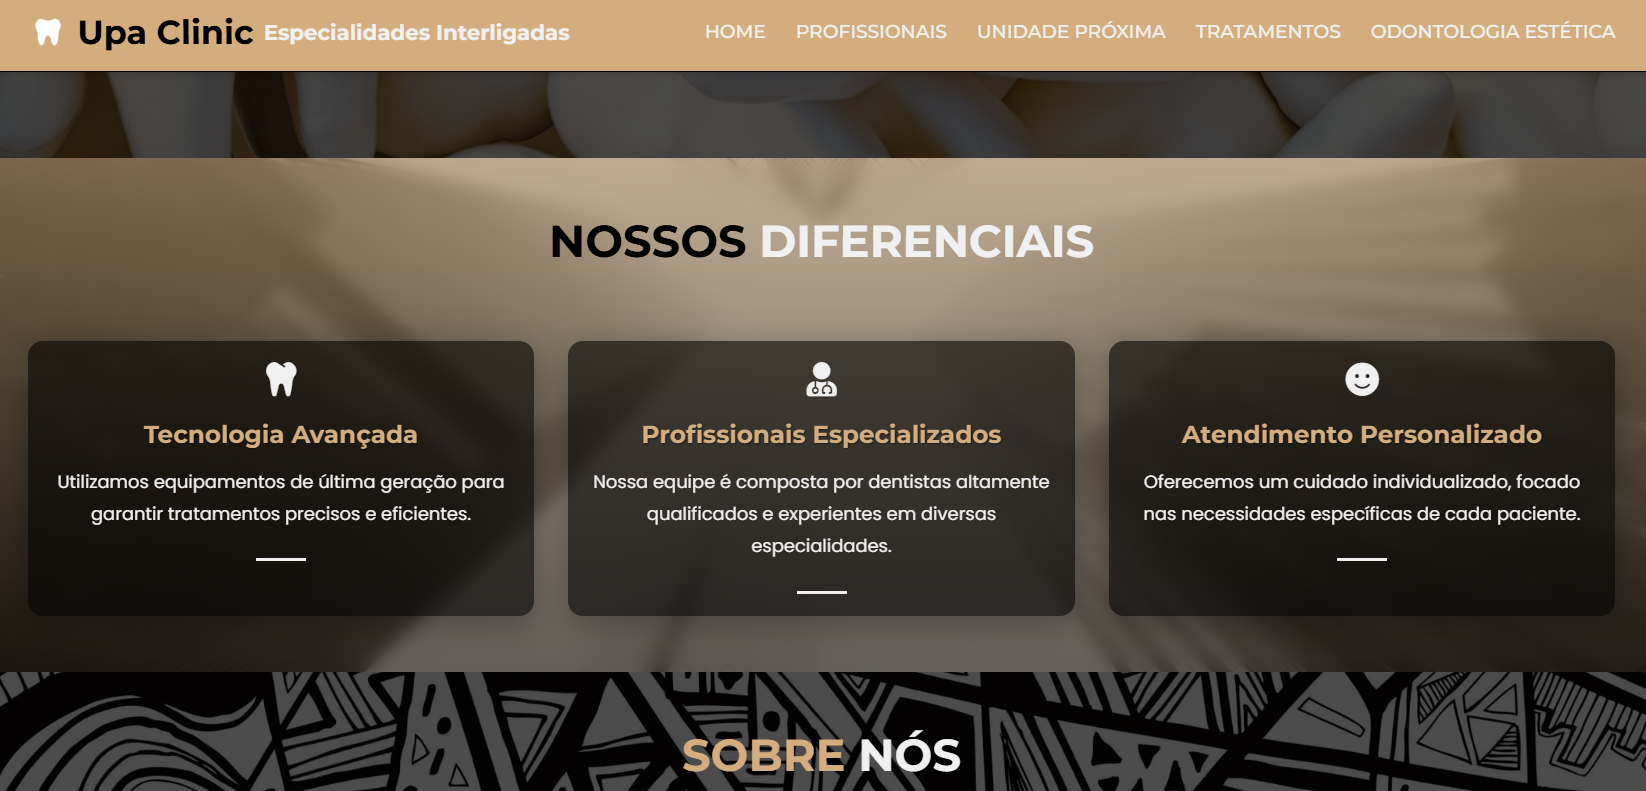 Upa Clinic Especialidades Interligadas
HOME PROFISSIONAIS UNIDADE PRÓXIMA TRATAMENTOS ODONTOLOGIA ESTÉTICA
NOSSOS DIFERENCIAIS
Tecnologia Avançada
Utilizamos equipamentos de última geração para
garantir tratamentos precisos e eficientes.
Profissionais Especializados
Nossa equipe é composta por dentistas altamente
qualificados e experientes em diversas
especialidades.
Atendimento Personalizado
Oferecemos um cuidado individualizado, focado
nas necessidades específicas de cada paciente.
SOBRE NÓS